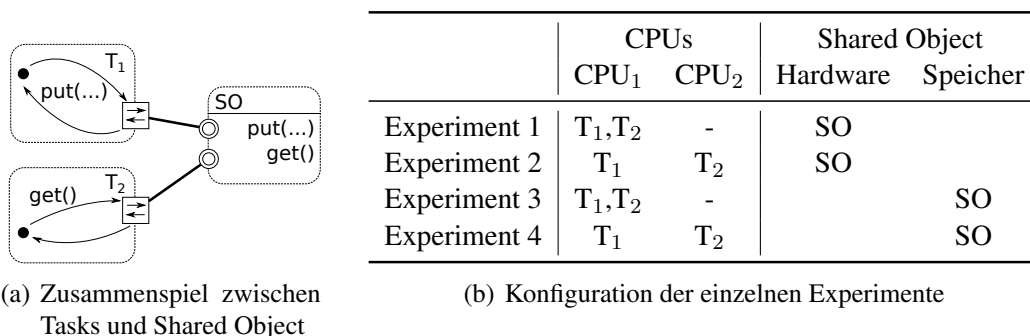 T₁
put(...)
SO
put(...)
get()
T₂
get()
CPUs Shared Object
CPU₁ CPU₂ Hardware Speicher
Experiment 1 T₁,T₂ - SO
Experiment 2 T₁ T₂ SO
Experiment 3 T₁,T₂ - SO
Experiment 4 T₁ T₂ SO
(a) Zusammenspiel zwischen
Tasks und Shared Object
(b) Konfiguration der einzelnen Experimente